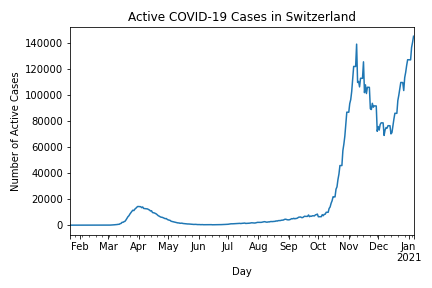 Active COVID-19 Cases in Switzerland
140000
120000
100000
80000
60000
40000
20000
0
Number of Active Cases
Feb Mar Apr May Jun Jul Aug Sep Oct Nov Dec Jan
2021
Day